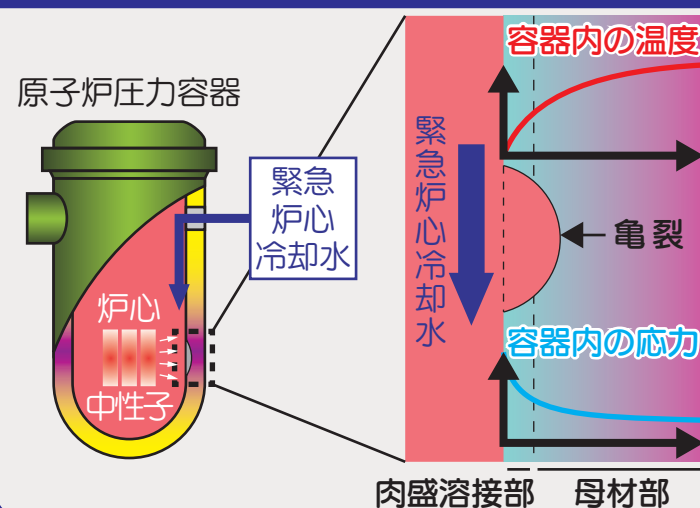 原子炉圧力容器
緊急
炉心
冷却水
炉心
中性子
容器内の温度
緊急炉心冷却水
亀裂
容器内の応力
肉盛溶接部
母材部